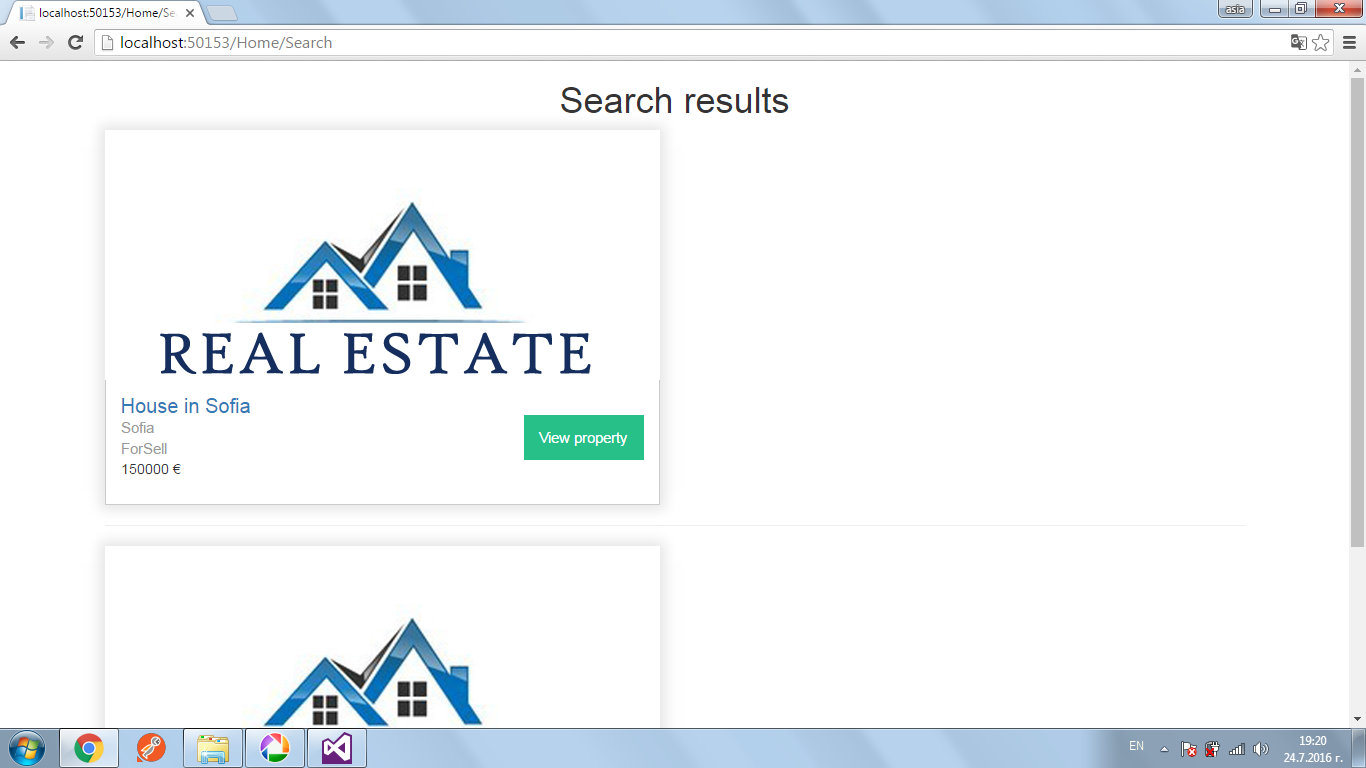 localhost:50153/Home/Se
asia
localhost:50153/Home/Search
Search results
REAL ESTATE
House in Sofia
Sofia
ForSell
150000 €
View property
EN
19:20
24.7.2016 г.